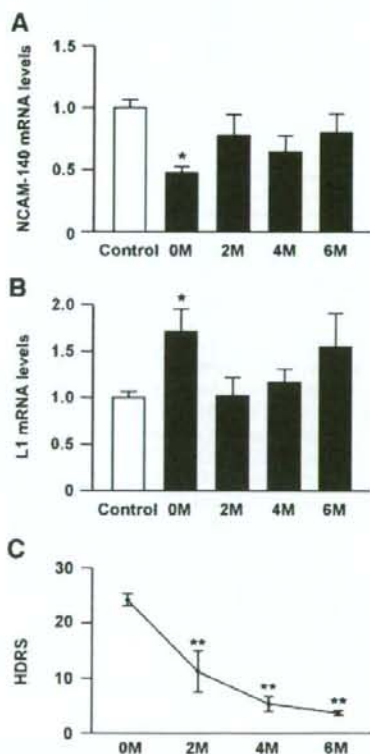 A
NCAM-140 mRNA levels
1.5
1.0
0.5
0
*
Control 0M 2M 4M 6M
B
L1 mRNA levels
2.0
1.5
1.0
0.5
0
*
Control 0M 2M 4M 6M
C
HDRS
30
20
10
0
** ** **
0M 2M 4M 6M